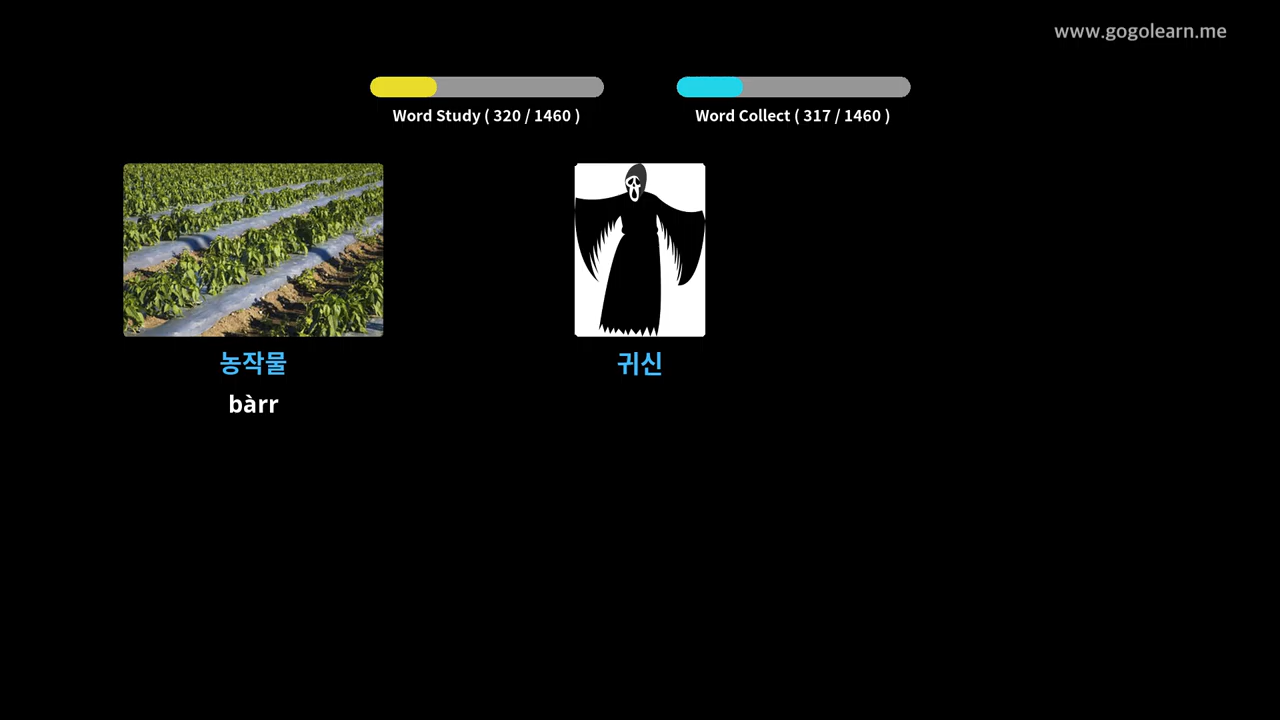 www.gogolearn.me
Word Study ( 320 / 1460 )
Word Collect ( 317 / 1460 )
농작물
귀신
bàrr